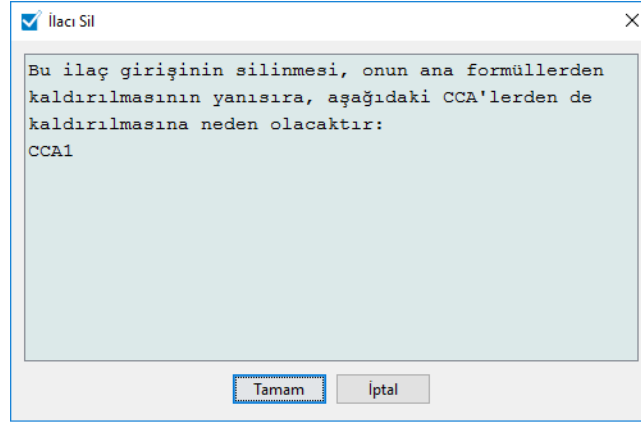 İlacı Sil
Bu ilaç girişinin silinmesi, onun ana formüllerden
kaldırılmasının yanısıra, aşağıdaki CCA'lerden de
kaldırılmasına neden olacaktır:
CCA1
Tamam
İptal